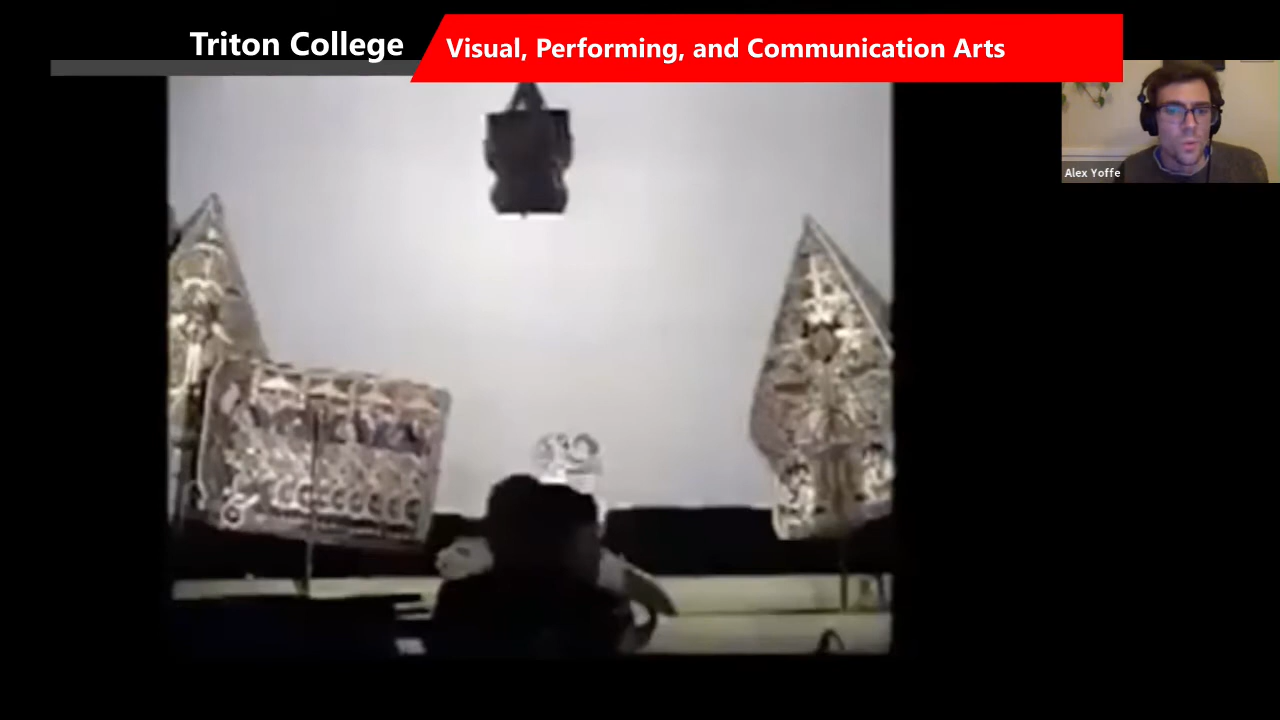 Triton College
Visual, Performing, and Communication Arts
Alex Yoffe